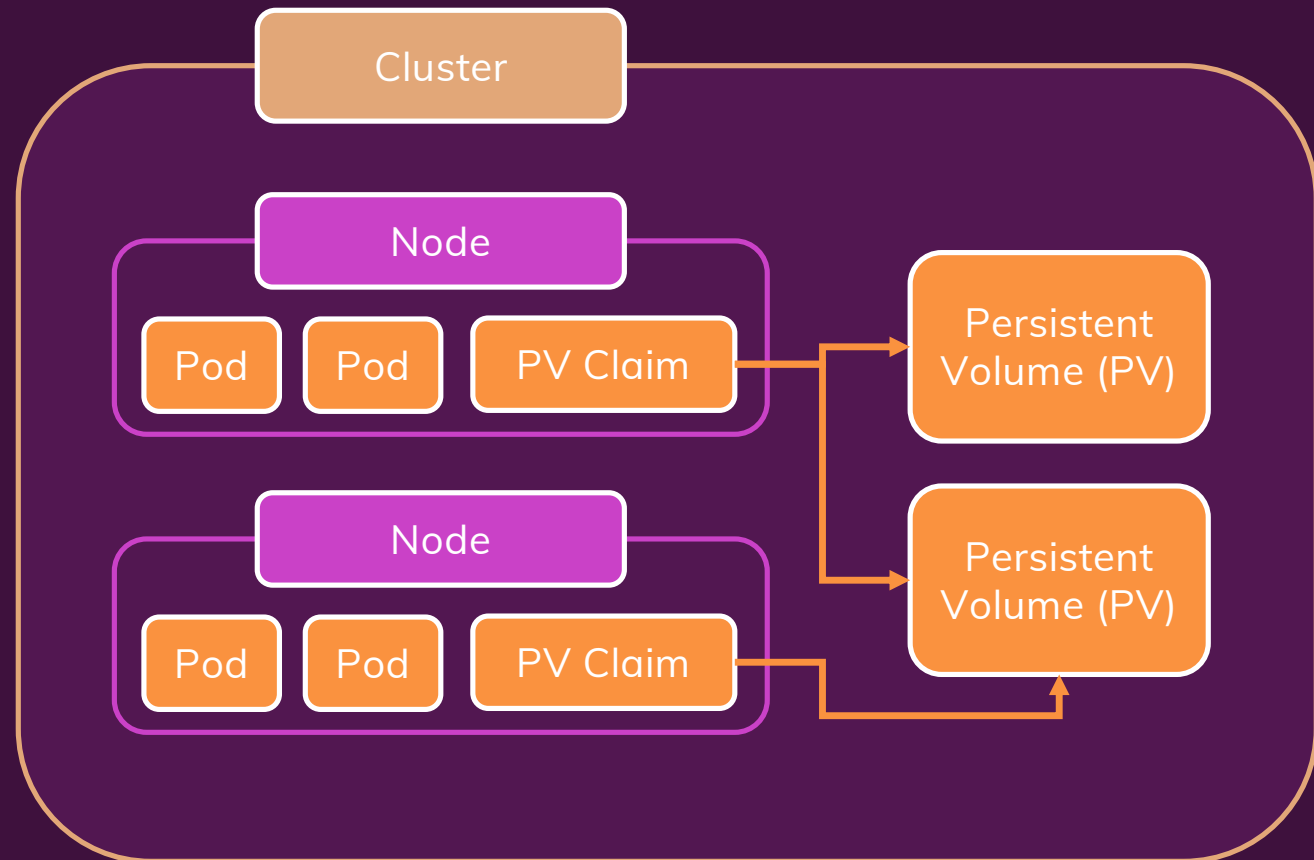 Cluster
Node
Pod
Pod
PV Claim
Persistent
Volume (PV)
Node
Pod
Pod
PV Claim
Persistent
Volume (PV)